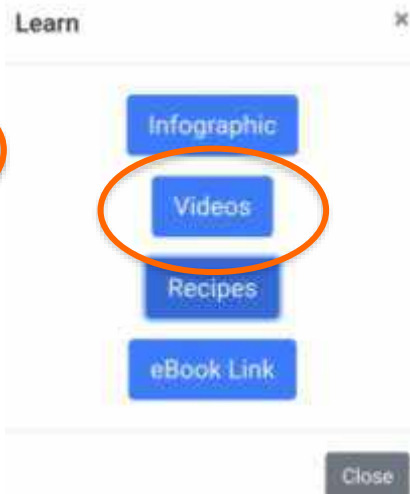 Learn ×
Infographic
Videos
Recipes
eBook Link
Close